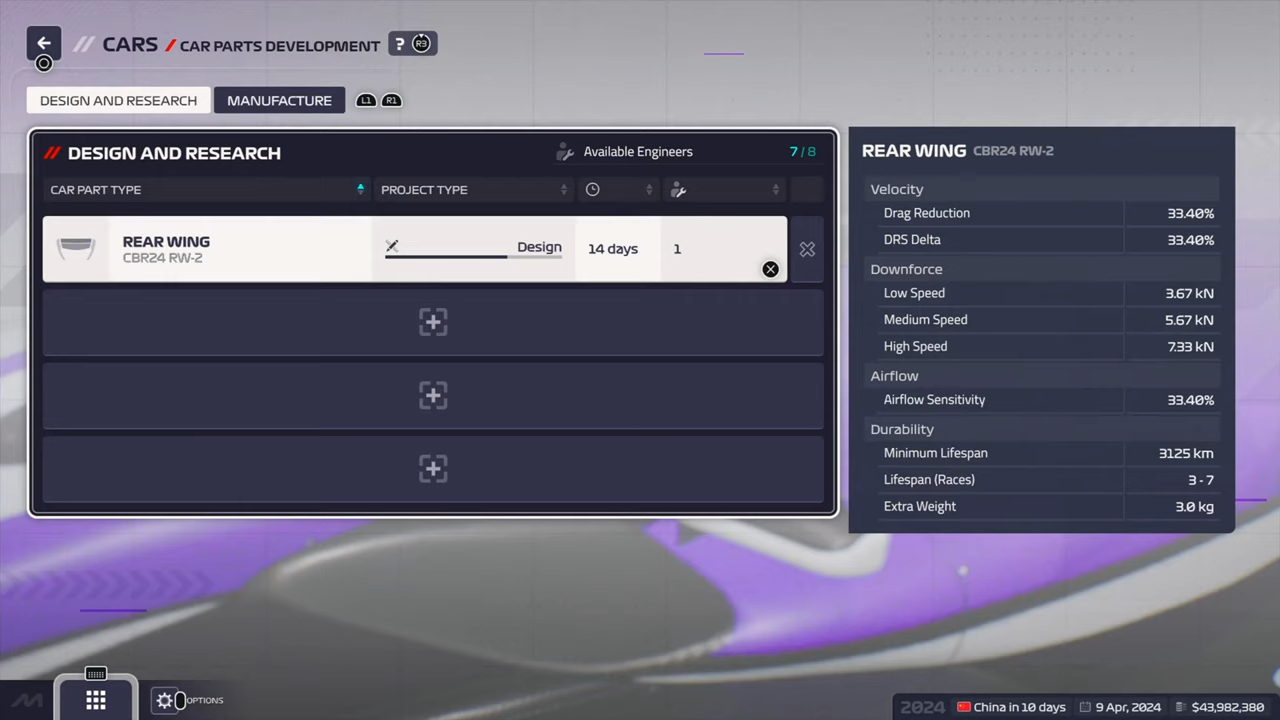 CARS / CAR PARTS DEVELOPMENT ? R3
DESIGN AND RESEARCH MANUFACTURE L1 R1
DESIGN AND RESEARCH Available Engineers 7 / 8
CAR PART TYPE PROJECT TYPE
REAR WING
CBR24 RW-2
Design 14 days 1
REAR WING CBR24 RW-2
Velocity
Drag Reduction 33.40%
DRS Delta 33.40%
Downforce
Low Speed 3.67 kN
Medium Speed 5.67 kN
High Speed 7.33 kN
Airflow
Airflow Sensitivity 33.40%
Durability
Minimum Lifespan 3125 km
Lifespan (Races) 3 - 7
Extra Weight 3.0 kg
OPTIONS
2024 China in 10 days 9 Apr, 2024 $43,982,380